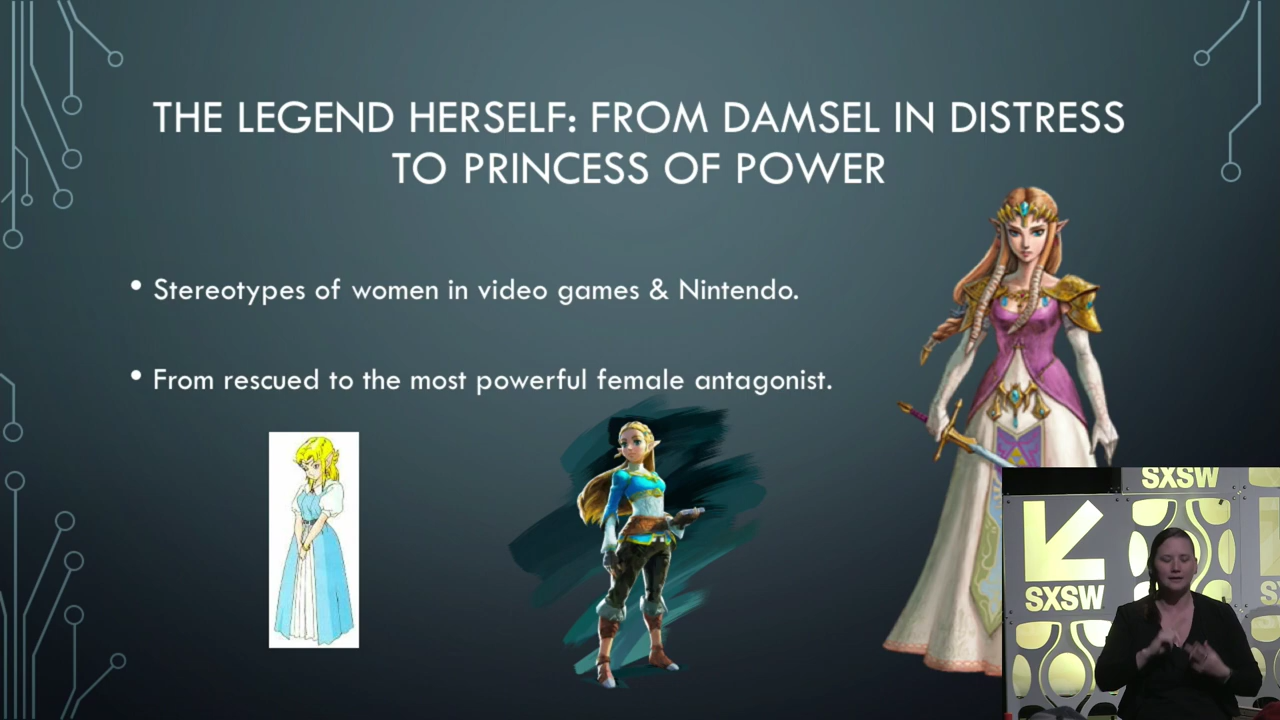 THE LEGEND HERSELF: FROM DAMSEL IN DISTRESS
TO PRINCESS OF POWER
• Stereotypes of women in video games & Nintendo.
• From rescued to the most powerful female antagonist.
SXSW
SXSW